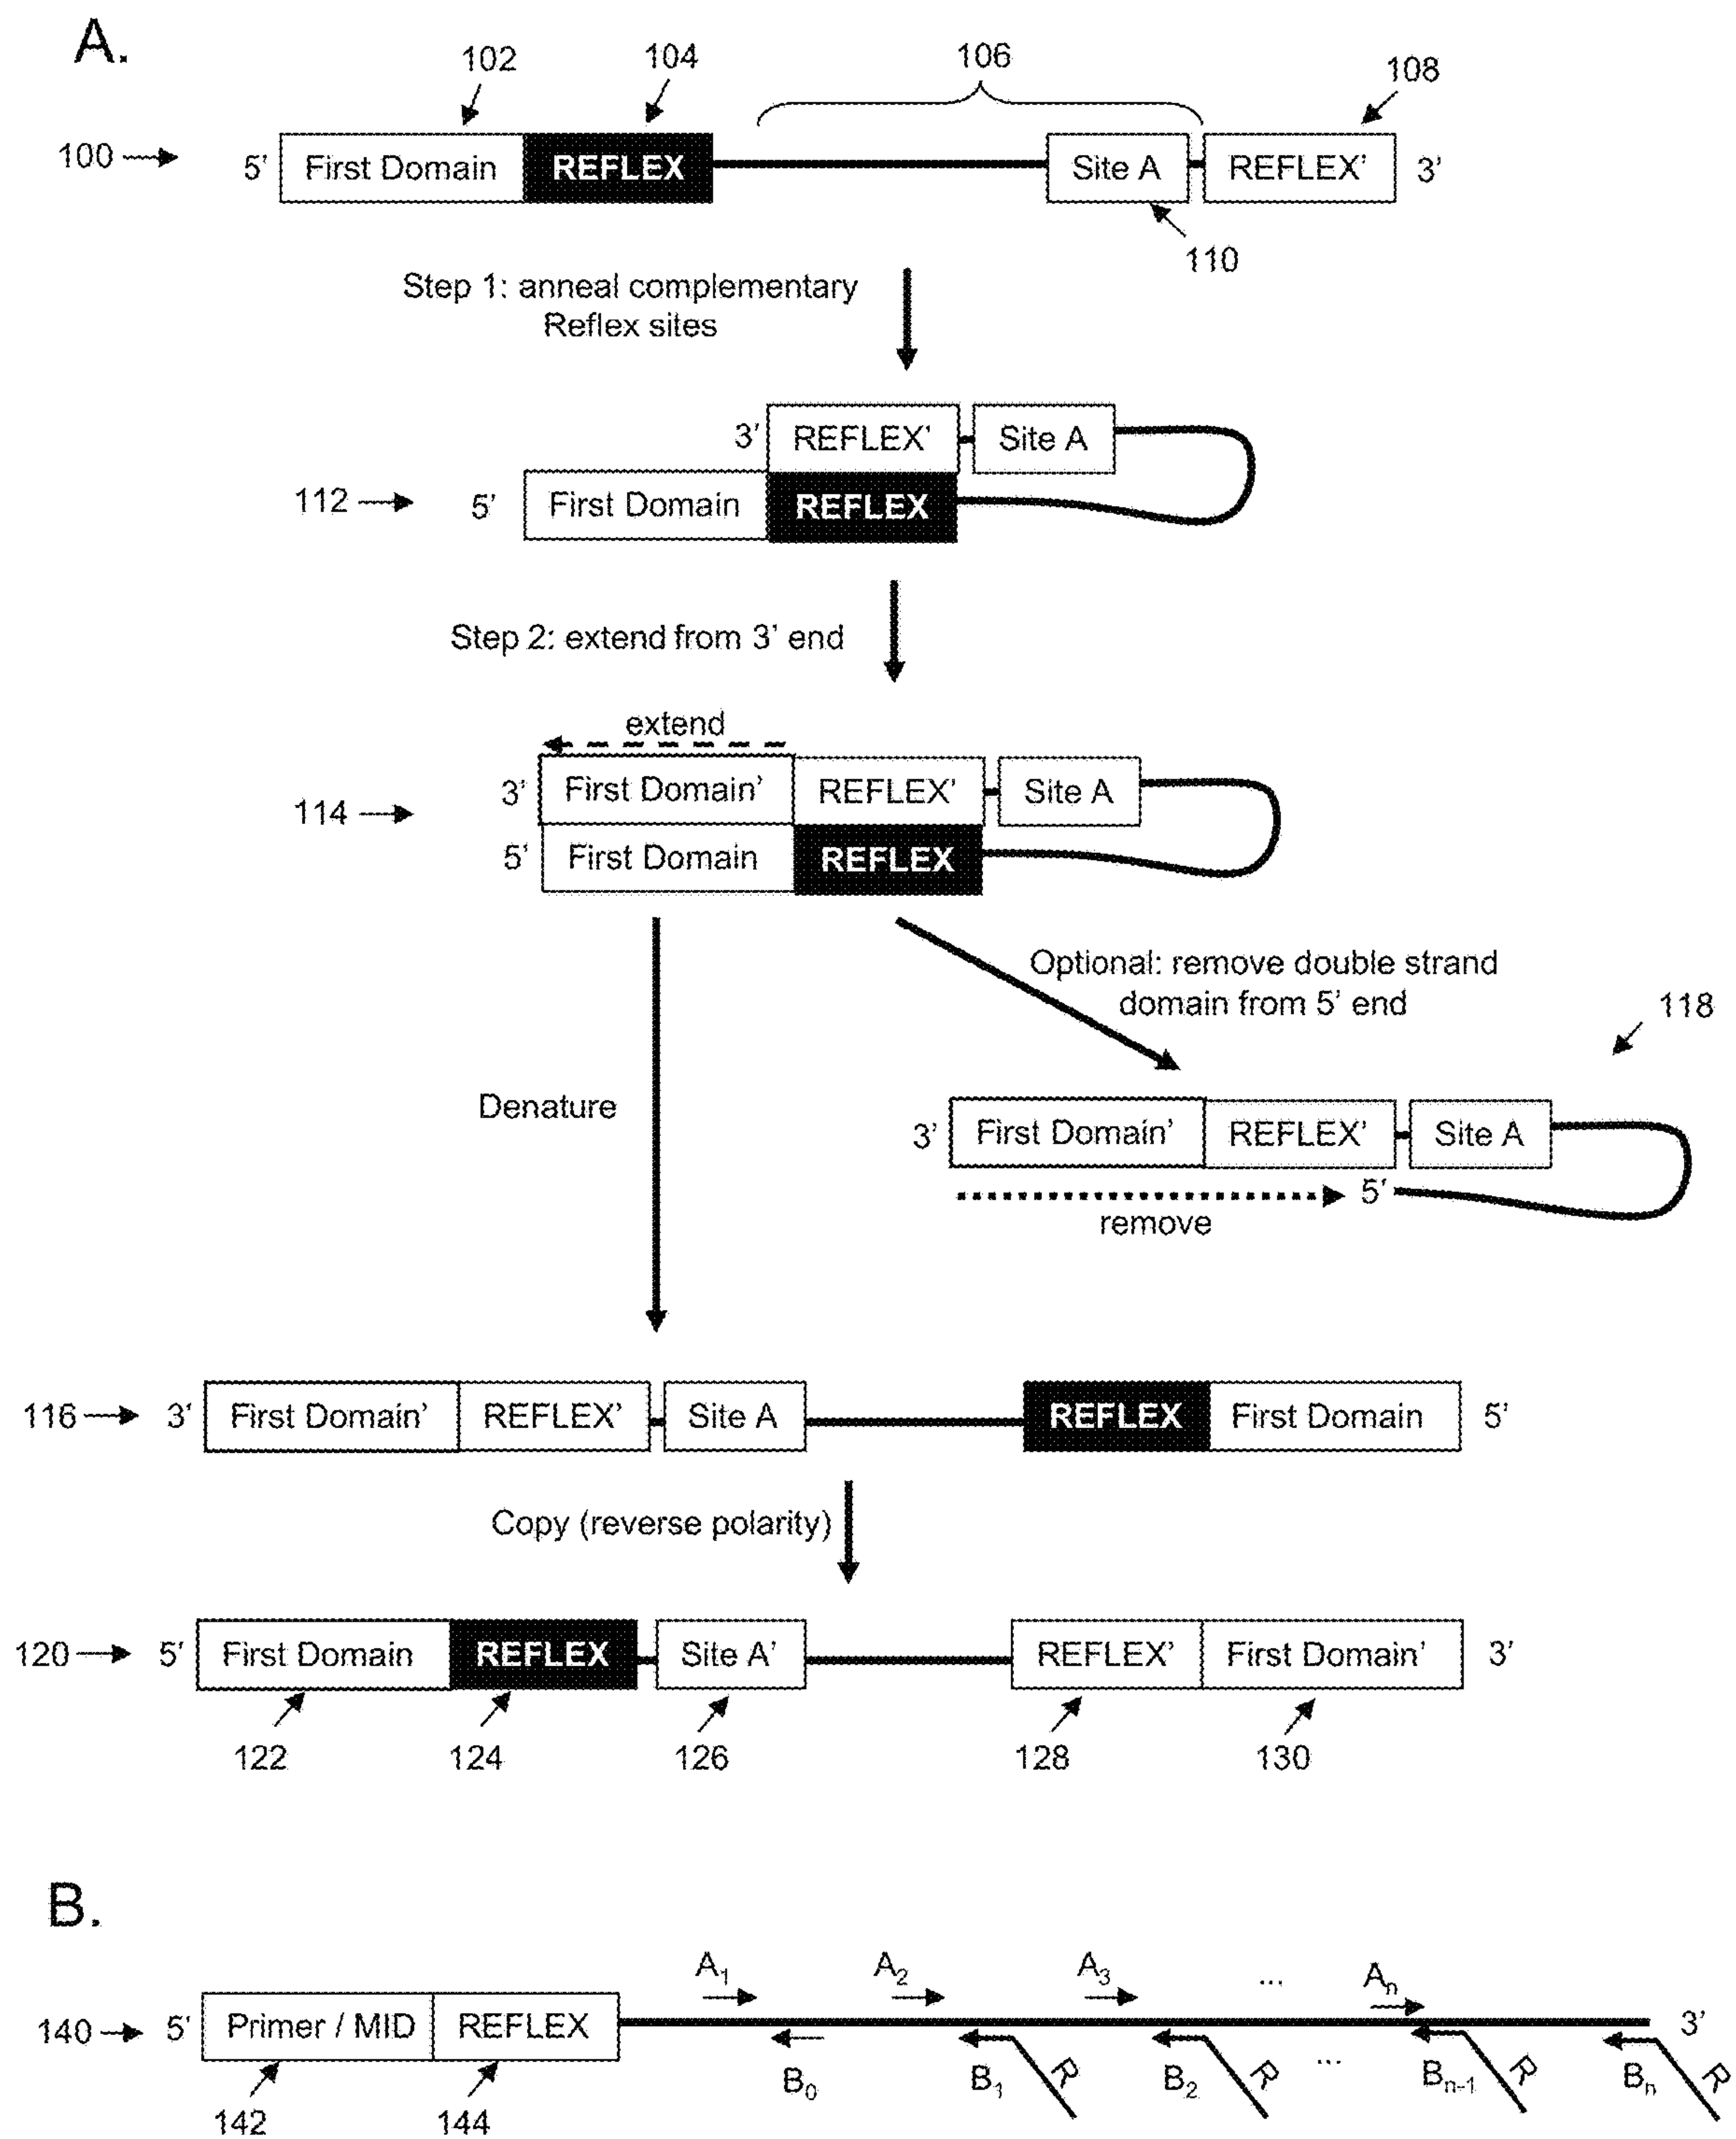 A.
102
104
106
108
100
5'
First Domain
REFLEX
Site A
REFLEX'
3'
110
Step 1: anneal complementary
Reflex sites
3'
REFLEX'
Site A
112
5'
First Domain
REFLEX
Step 2: extend from 3' end
extend
3'
First Domain'
REFLEX'
Site A
114
5'
First Domain
REFLEX
Optional: remove double strand
domain from 5' end
118
Denature
3'
First Domain'
REFLEX'
Site A
5'
remove
116
3'
First Domain'
REFLEX'
Site A
REFLEX
First Domain
5'
Copy (reverse polarity)
120
5'
First Domain
REFLEX
Site A'
REFLEX'
First Domain'
3'
122
124
126
128
130
B.
A1
A2
A3
...
An
140
5'
Primer / MID
REFLEX
3'
B0
B1
R
B2
R
...
Bn-1
R
Bn
R
142
144